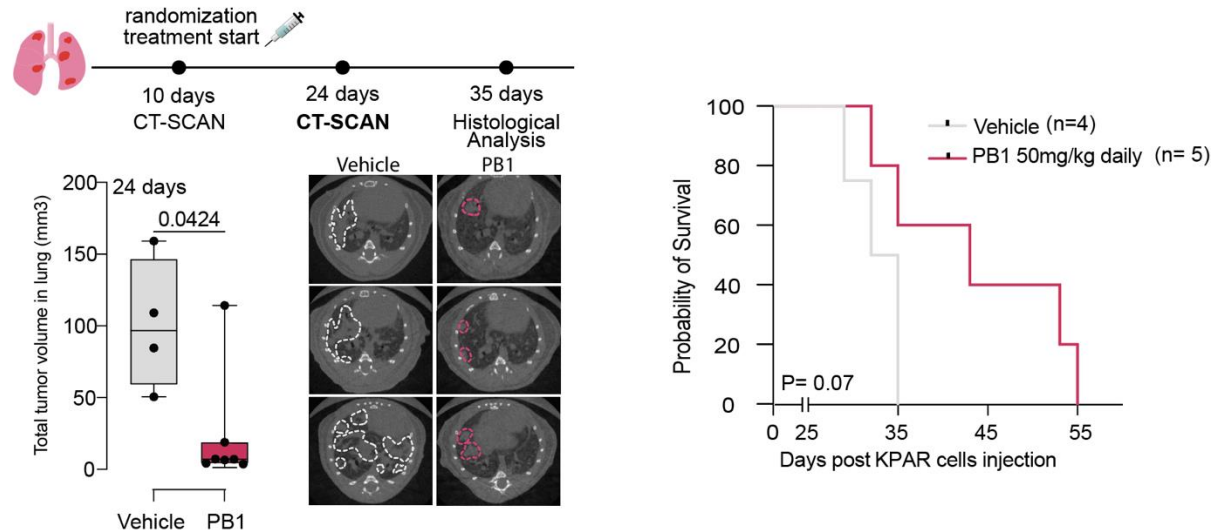 randomization
treatment start
10 days
CT-SCAN
24 days
CT-SCAN
35 days
Histological
Analysis
24 days
0.0424
Total tumor volume in lung (mm3)
200
150
100
50
0
Vehicle
PB1
Vehicle
PB1
Vehicle (n=4)
PB1 50mg/kg daily (n= 5)
Probability of Survival
100
80
60
40
20
0
P= 0.07
0 25 35 45 55
Days post KPAR cells injection